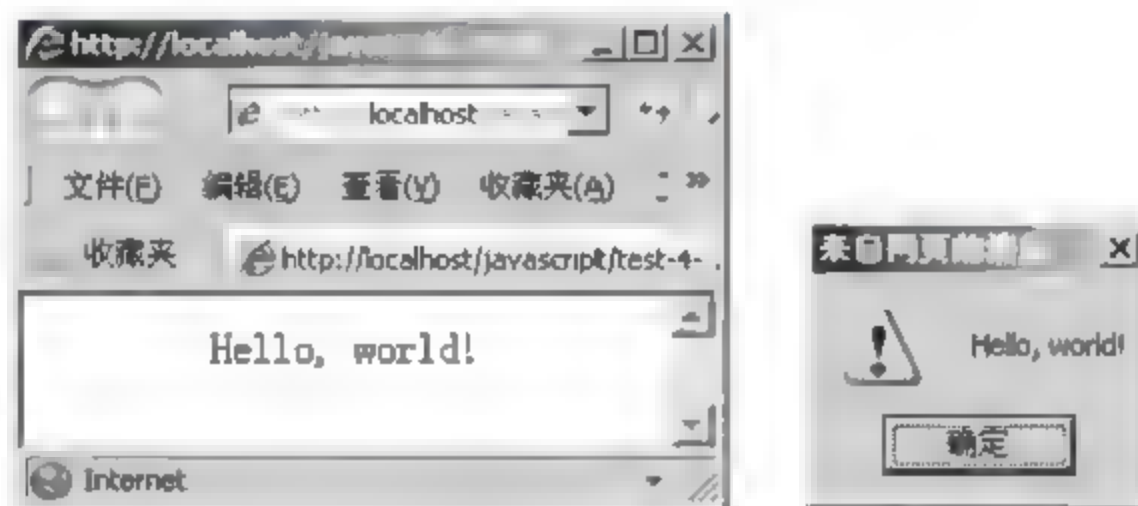 http://localhost/
localhost
文件(F) 编辑(E) 查看(V) 收藏夹(A) »
收藏夹 http://localhost/javascript/test-4-
Hello, world!
Internet
来自网页的消
Hello, world!
确定